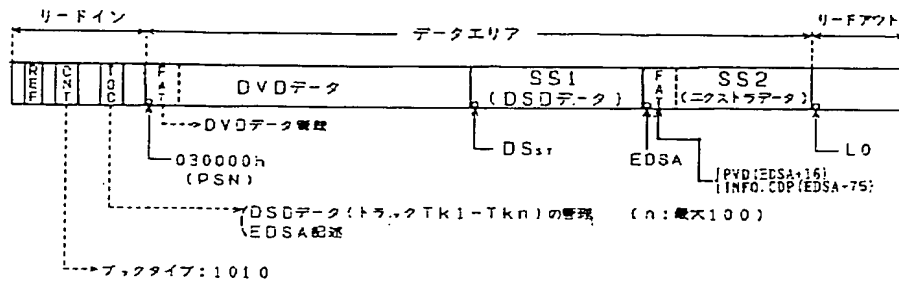 リードイン
データエリア
リードアウト
REF
CNT
TOC
FAT
DVDデータ
SS1
(DSDデータ)
FAT
SS2
(エクストラデータ)
DVDデータ管理
030000h
(PSN)
DSST
EDSA
PVD(EDSA+16)
INFO.CDP(EDSA+75)
LO
DSDデータ(トラックTk1-Tkn)の管理 (n:最大100)
EDSA記述
ブックタイプ:1010